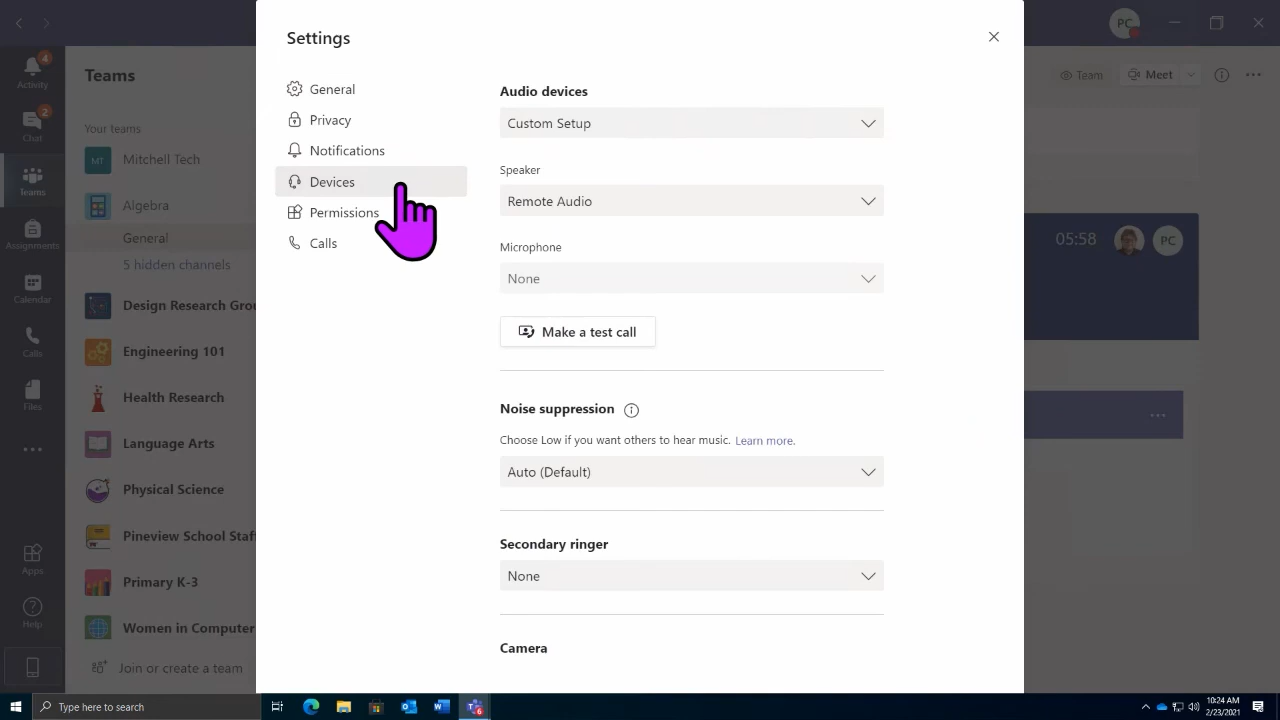 PC
Settings
General
Privacy
Notifications
Devices
Permissions
Calls
Audio devices
Custom Setup
Speaker
Remote Audio
Microphone
None
Make a test call
Noise suppression
Choose Low if you want others to hear music. Learn more.
Auto (Default)
Secondary ringer
None
Camera
4
Activity
2
Chat
Teams
Assignments
Calendar
Calls
Files
Apps
Help
Teams
Your teams
MT Mitchell Tech
Algebra
General
5 hidden channels
Design Research Gro
Engineering 101
Health Research
Language Arts
Physical Science
Pineview School Staf
Primary K-3
Women in Computer
Join or create a team
Team
Meet
05:58
PC
Type here to search
6
10:24 AM
2/23/2021